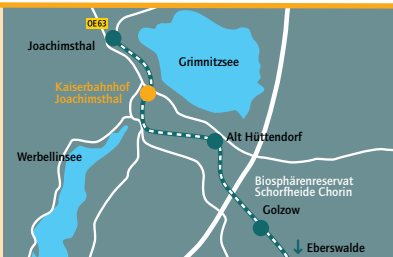 OE63
Joachimsthal
Grimnitzsee
Kaiserbahnhof
Joachimsthal
Alt Hüttendorf
Werbellinsee
Biosphärenreservat
Schorfheide Chorin
Golzow
↓ Eberswalde